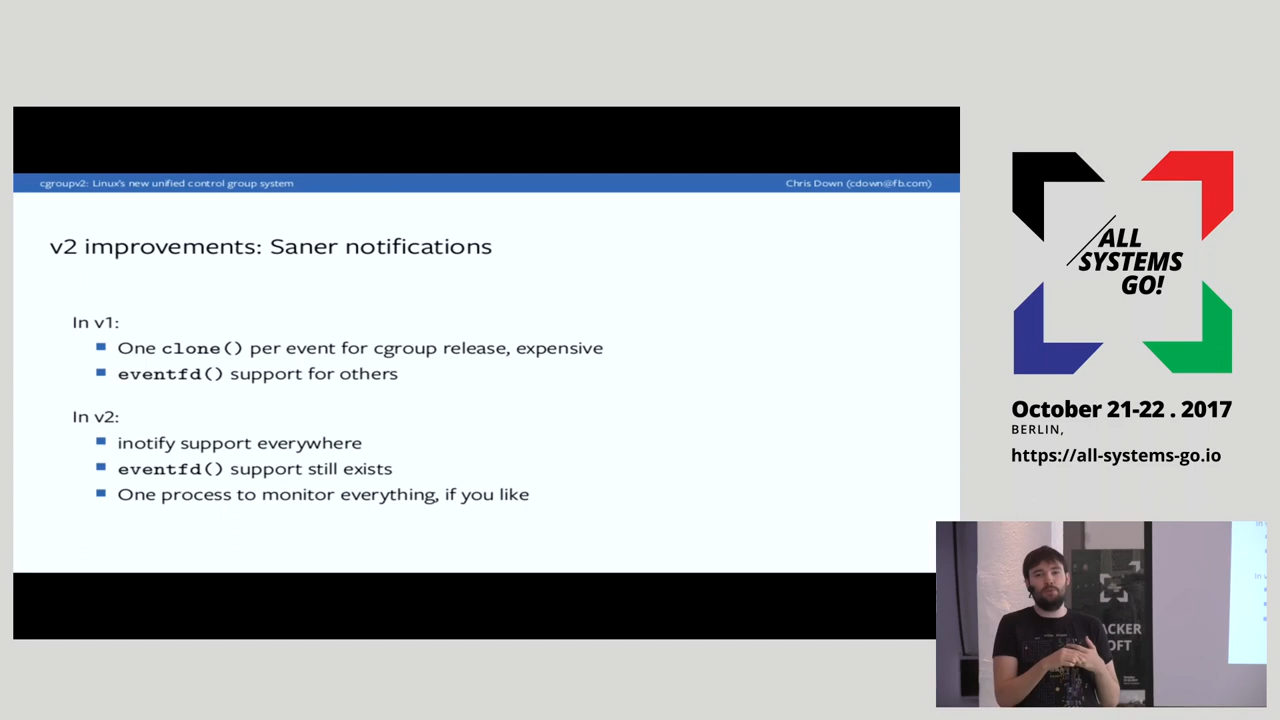 cgroupv2: Linux's new unified control group system
Chris Down (cdown@fb.com)
v2 improvements: Saner notifications
In v1:
One clone() per event for cgroup release, expensive
eventfd() support for others
In v2:
inotify support everywhere
eventfd() support still exists
One process to monitor everything, if you like
ALL
SYSTEMS
GO!
October 21-22 . 2017
BERLIN,
https://all-systems-go.io